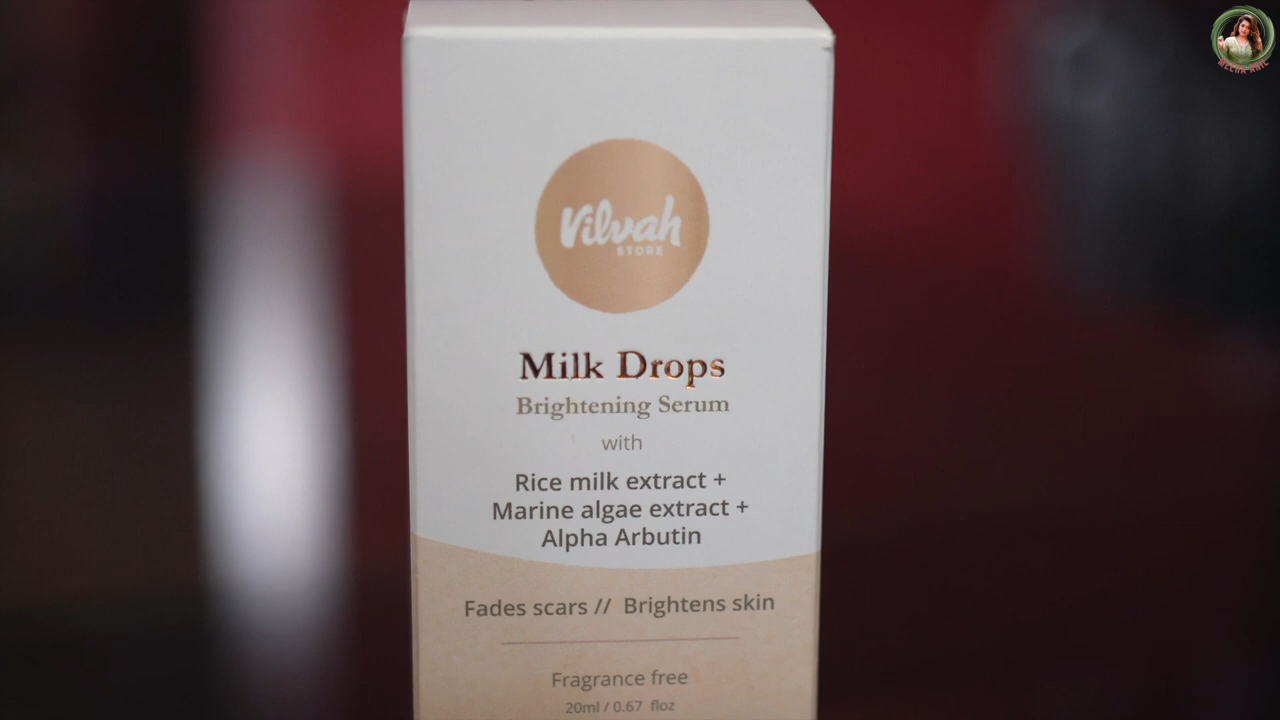 Vilvah
STORE
Milk Drops
Brightening Serum
with
Rice milk extract +
Marine algae extract +
Alpha Arbutin
Fades scars // Brightens skin
Fragrance free
20ml / 0.67 floz